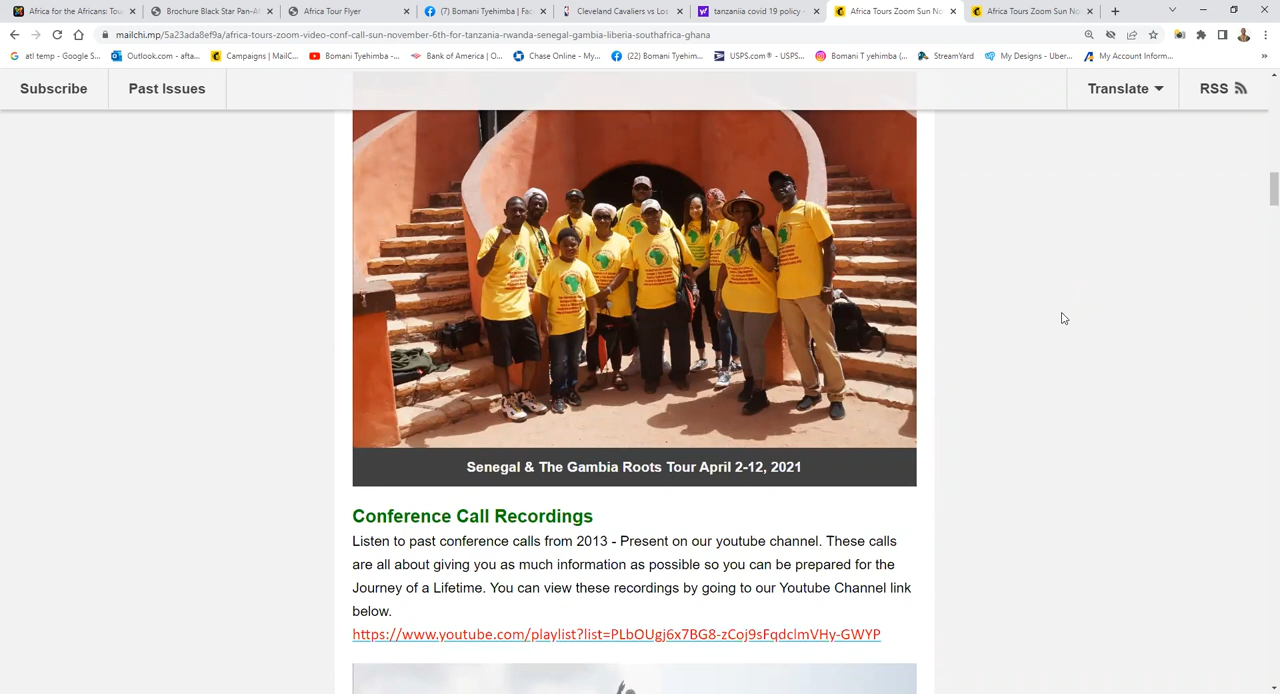 Africa for the Africans: Tou
Brochure Black Star Pan-Af
Africa Tour Flyer
(7) Bomani Tyehimba | Fac
Cleveland Cavaliers vs Los
tanzaniia covid 19 policy -
Africa Tours Zoom Sun No
Africa Tours Zoom Sun No
mailchi.mp/5a23ada8ef9a/africa-tours-zoom-video-conf-call-sun-november-6th-for-tanzania-rwanda-senegal-gambia-liberia-southafrica-ghana
atl temp - Google S...
Outlook.com - afta...
Campaigns | MailC...
Bomani Tyehimba -...
Bank of America | O...
Chase Online - My...
(22) Bomani Tyehim...
USPS.com® - USPS...
Bomani T yehimba (...
StreamYard
My Designs - Uber...
My Account Inform...
Subscribe
Past Issues
Translate
RSS
Senegal & The Gambia Roots Tour April 2-12, 2021
Conference Call Recordings
Listen to past conference calls from 2013 - Present on our youtube channel. These calls
are all about giving you as much information as possible so you can be prepared for the
Journey of a Lifetime. You can view these recordings by going to our Youtube Channel link
below.
https://www.youtube.com/playlist?list=PLbOUgj6x7BG8-zCoj9sFqdclmVHy-GWYP